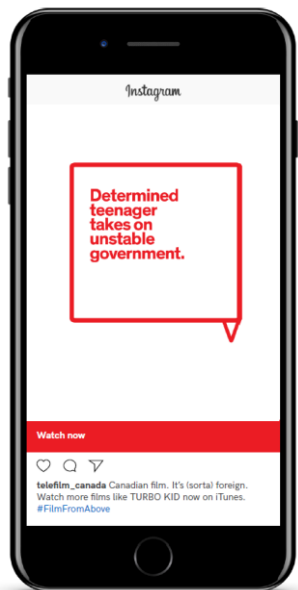 Instagram
Determined
teenager
takes on
unstable
government.
Watch now
telefilm_canada Canadian film. It's (sorta) foreign.
Watch more films like TURBO KID now on iTunes.
#FilmFromAbove